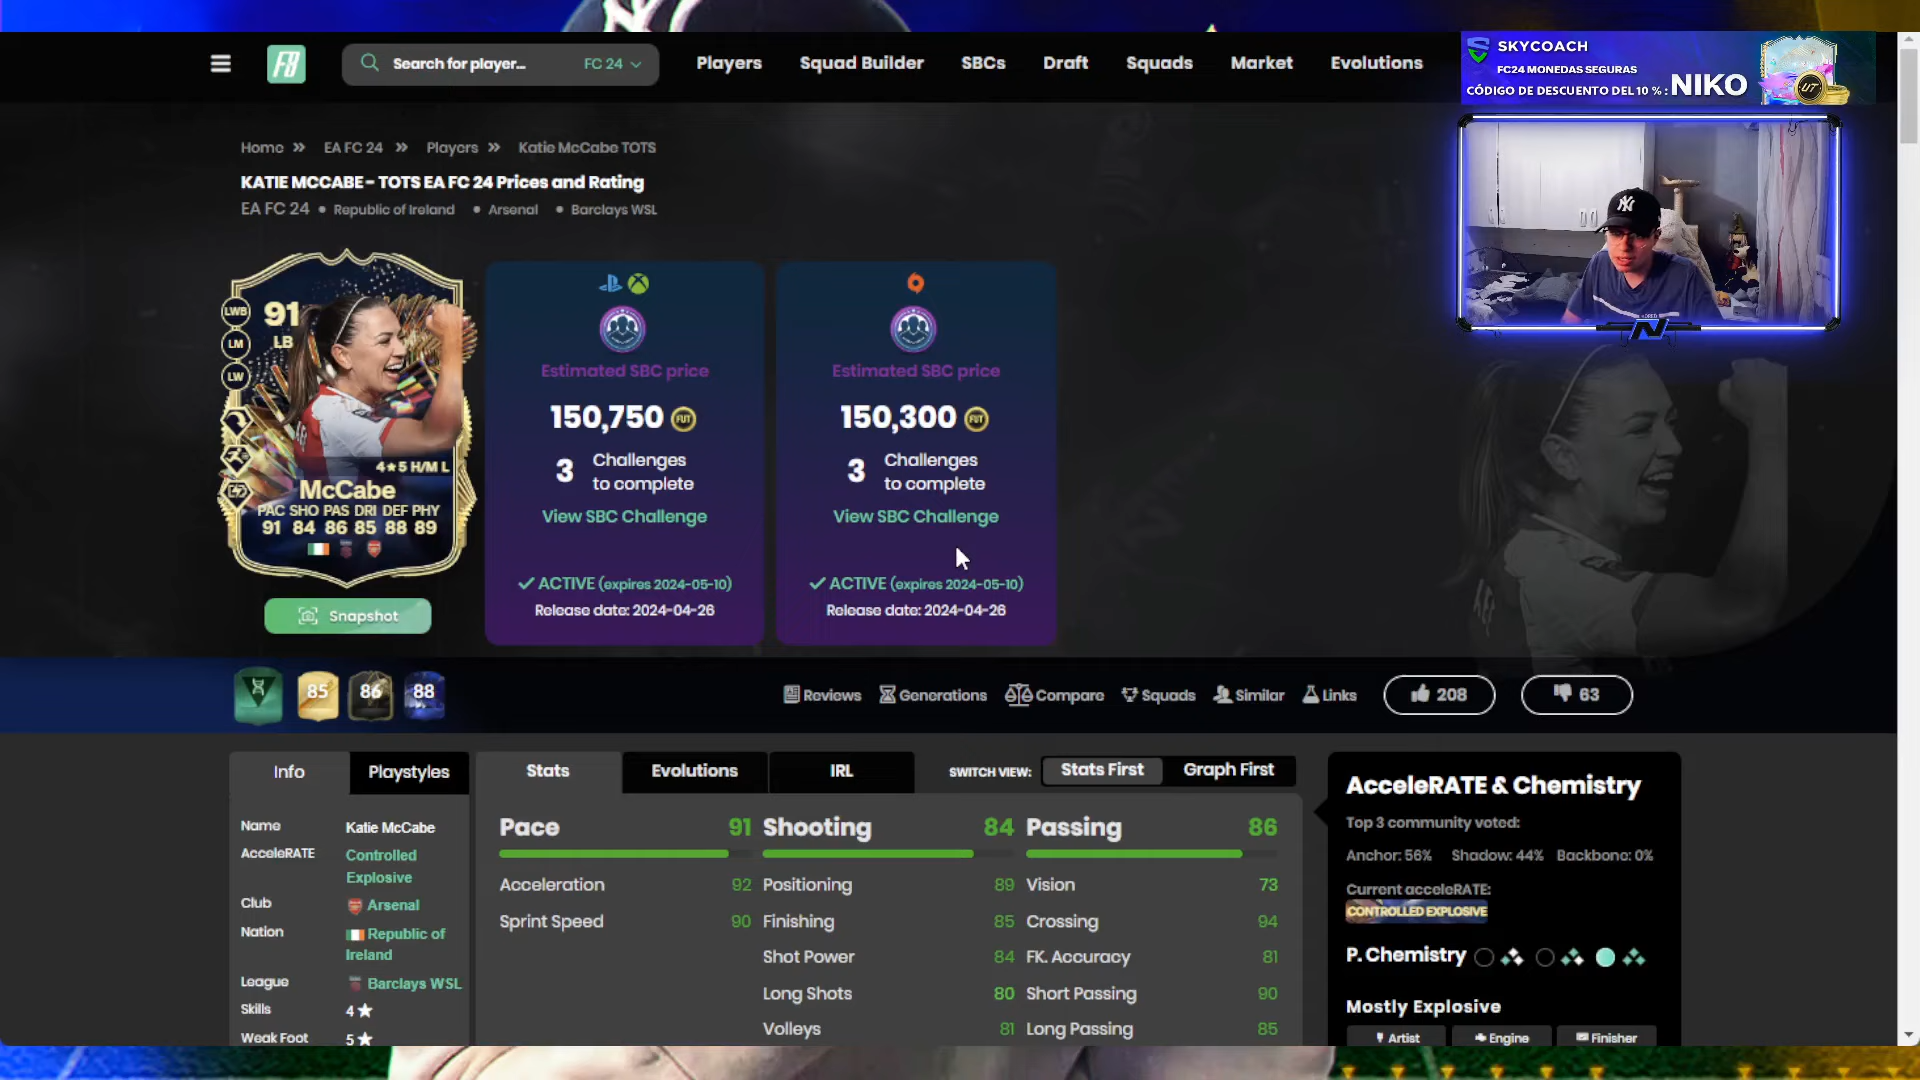 Search for player...
FC 24
Players
Squad Builder
SBCs
Draft
Squads
Market
Evolutions
SKYCOACH
FC24 MONEDAS SEGURAS
CÓDIGO DE DESCUENTO DEL 10 % : NIKO
UT
Home » EA FC 24 » Players » Katie McCabe TOTS
KATIE MCCABE - TOTS EA FC 24 Prices and Rating
EA FC 24 • Republic of Ireland • Arsenal • Barclays WSL
91
LB
LWB
LM
LW
4★5 H/M L
McCabe
PAC SHO PAS DRI DEF PHY
91 84 86 85 88 89
Snapshot
Estimated SBC price
150,750
3 Challenges
to complete
View SBC Challenge
ACTIVE (expires 2024-05-10)
Release date: 2024-04-26
Estimated SBC price
150,300
3 Challenges
to complete
View SBC Challenge
ACTIVE (expires 2024-05-10)
Release date: 2024-04-26
NY
85
86
88
Reviews
Generations
Compare
Squads
Similar
Links
208
63
Info
Playstyles
Stats
Evolutions
IRL
SWITCH VIEW:
Stats First
Graph First
Name Katie McCabe
AcceleRATE Controlled
Explosive
Club Arsenal
Nation Republic of
Ireland
League Barclays WSL
Skills 4★
Weak Foot 5★
Pace 91
Acceleration 92
Sprint Speed 90
Shooting 84
Positioning 89
Finishing 85
Shot Power 84
Long Shots 80
Volleys 81
Passing 86
Vision 73
Crossing 94
FK. Accuracy 81
Short Passing 90
Long Passing 85
AcceleRATE & Chemistry
Top 3 community voted:
Anchor: 56% Shadow: 44% Backbone: 0%
Current acceleRATE:
CONTROLLED EXPLOSIVE
P. Chemistry
Mostly Explosive
Artist
Engine
Finisher